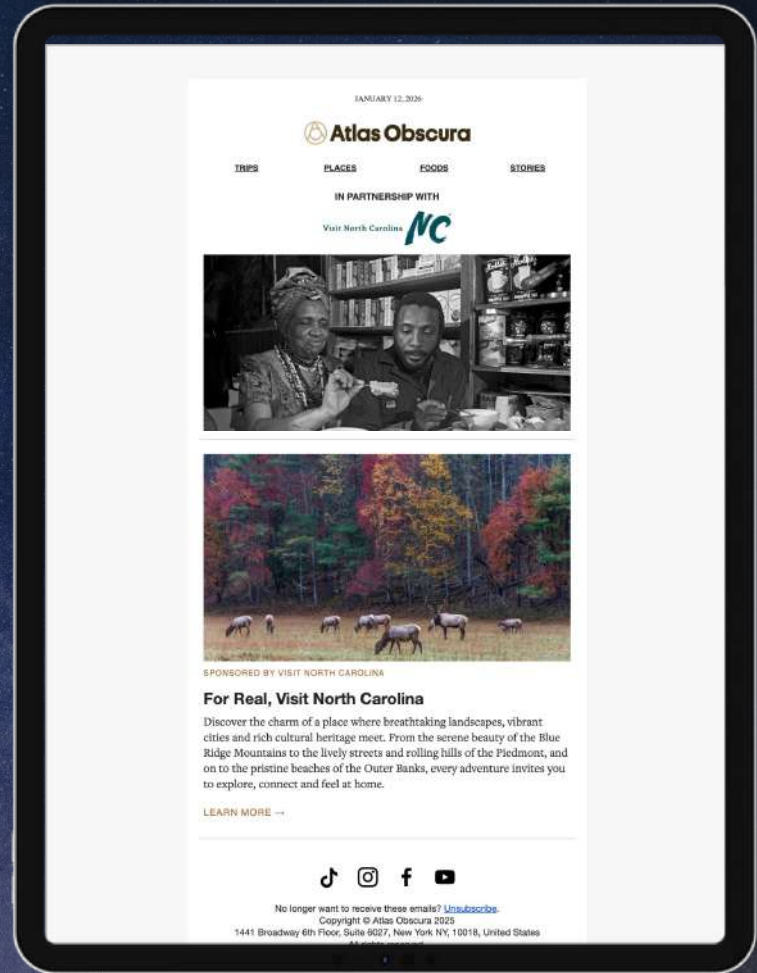 JANUARY 12, 2026
Atlas Obscura
TRIPS PLACES FOODS STORIES
IN PARTNERSHIP WITH
Visit North Carolina NC
SPONSORED BY VISIT NORTH CAROLINA
For Real, Visit North Carolina
Discover the charm of a place where breathtaking landscapes, vibrant
cities and rich cultural heritage meet. From the serene beauty of the Blue
Ridge Mountains to the lively streets and rolling hills of the Piedmont, and
on to the pristine beaches of the Outer Banks, every adventure invites you
to explore, connect and feel at home.
LEARN MORE →
No longer want to receive these emails? Unsubscribe.
Copyright © Atlas Obscura 2025
1441 Broadway 6th Floor, Suite 6027, New York NY, 10018, United States
All rights reserved